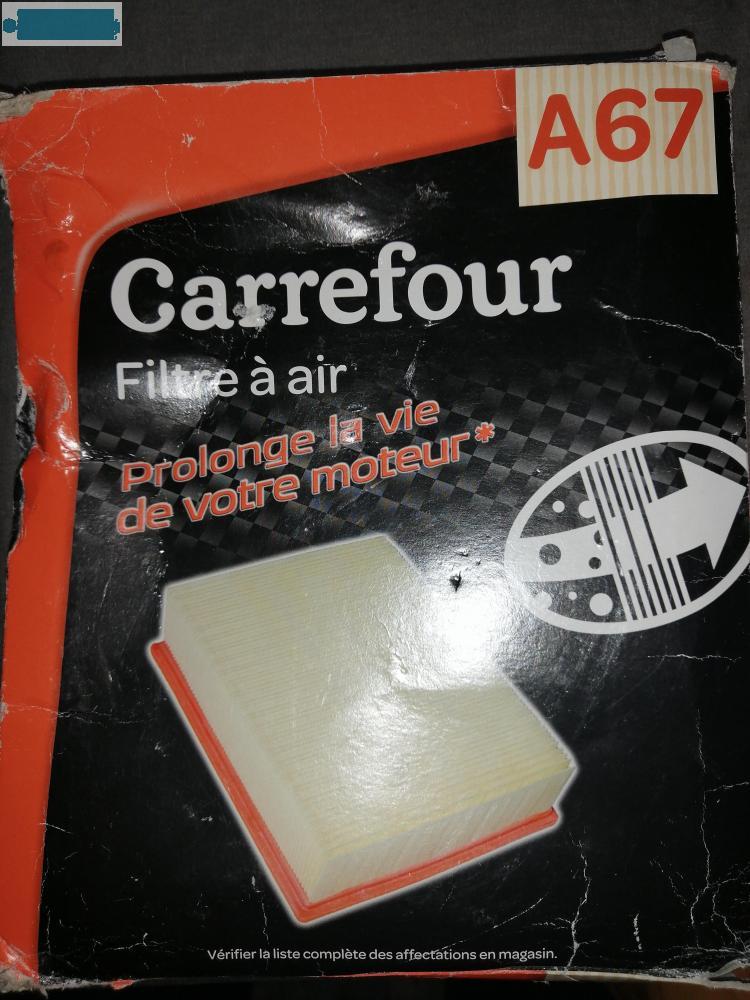 A67
Carrefour
Filtre à air
Prolonge la vie
de votre moteur*
Vérifier la liste complète des affectations en magasin.